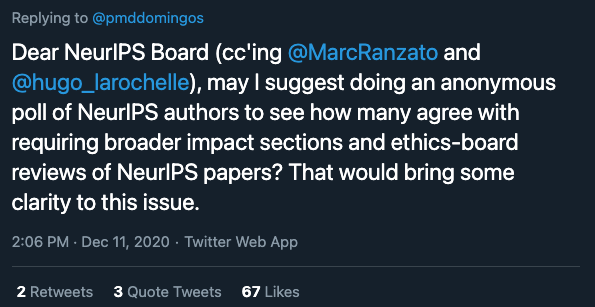 Replying to @pmddomingos
Dear NeurIPS Board (cc'ing @MarcRanzato and
@hugo_larochelle), may I suggest doing an anonymous
poll of NeurIPS authors to see how many agree with
requiring broader impact sections and ethics-board
reviews of NeurIPS papers? That would bring some
clarity to this issue.
2:06 PM · Dec 11, 2020 · Twitter Web App
2 Retweets 3 Quote Tweets 67 Likes